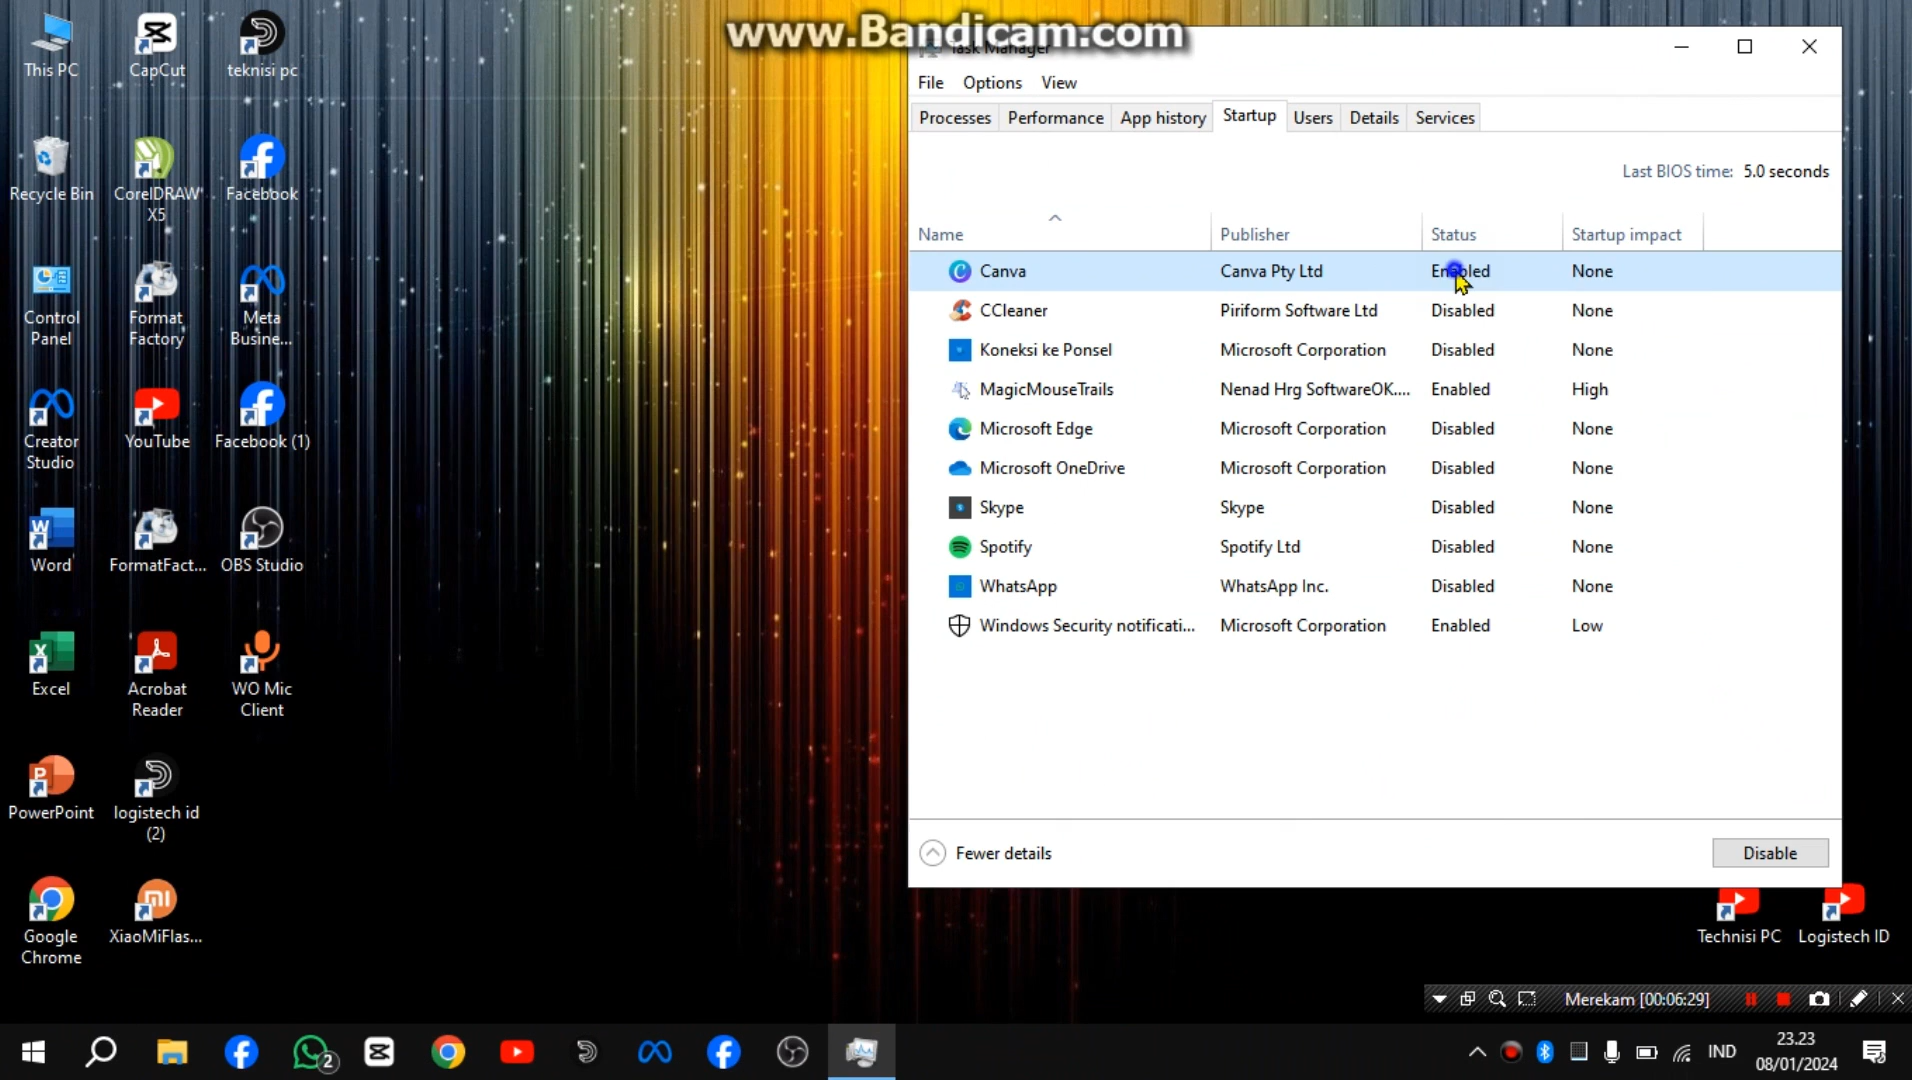 www.Bandicam.com
This PC
CapCut
teknisi pc
Recycle Bin
CorelDRAW X5
Facebook
Control Panel
Format Factory
Meta Busine...
Creator Studio
YouTube
Facebook (1)
Word
FormatFact...
OBS Studio
Excel
Acrobat Reader
WO Mic Client
PowerPoint
logistech id (2)
Google Chrome
XiaoMiFlas...
Task Manager
File Options View
Processes Performance App history Startup Users Details Services
Last BIOS time: 5.0 seconds
Name Publisher Status Startup impact
Canva Canva Pty Ltd Enabled None
CCleaner Piriform Software Ltd Disabled None
Koneksi ke Ponsel Microsoft Corporation Disabled None
MagicMouseTrails Nenad Hrg SoftwareOK.... Enabled High
Microsoft Edge Microsoft Corporation Disabled None
Microsoft OneDrive Microsoft Corporation Disabled None
Skype Skype Disabled None
Spotify Spotify Ltd Disabled None
WhatsApp WhatsApp Inc. Disabled None
Windows Security notificati... Microsoft Corporation Enabled Low
Fewer details
Disable
Technisi PC
Logistech ID
Merekam [00:06:29]
2
IND
23.23
08/01/2024